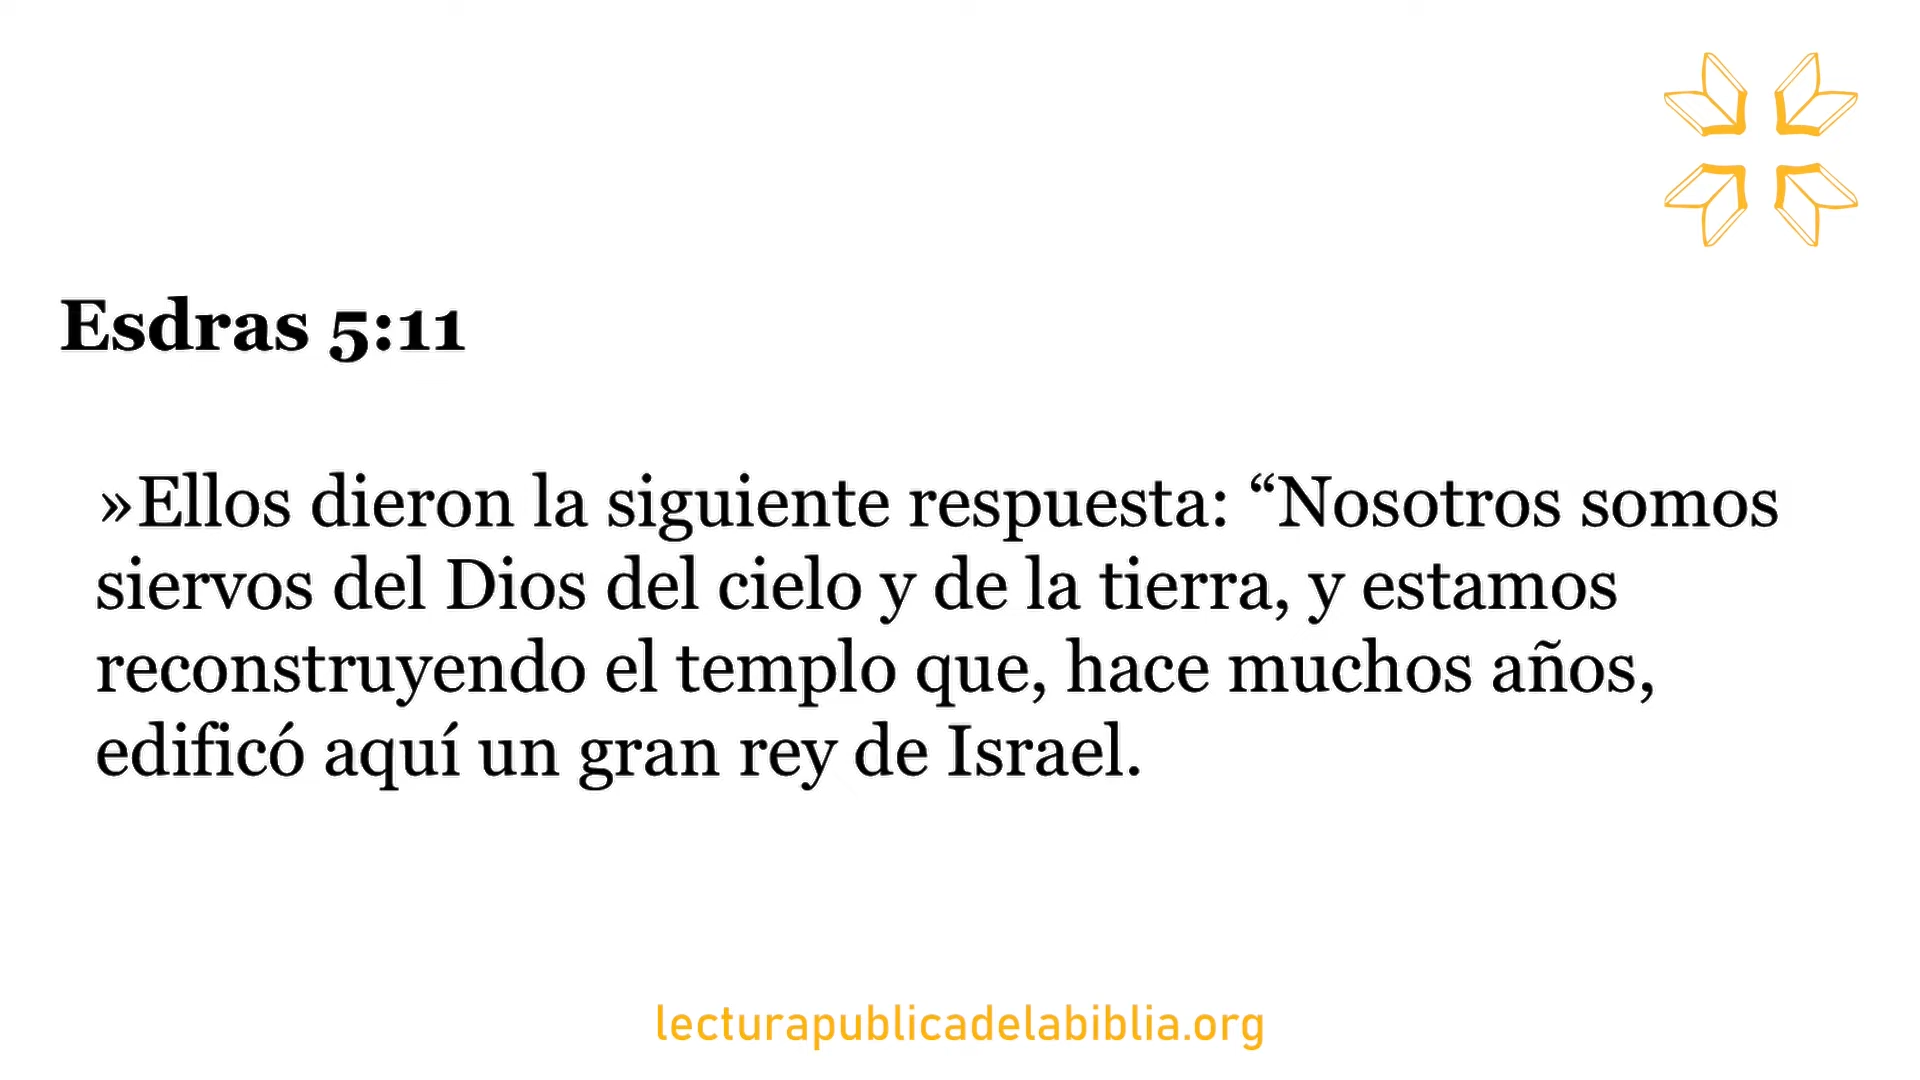 Esdras 5:11
»Ellos dieron la siguiente respuesta: “Nosotros somos
siervos del Dios del cielo y de la tierra, y estamos
reconstruyendo el templo que, hace muchos años,
edificó aquí un gran rey de Israel.
lecturapublicadelabiblia.org